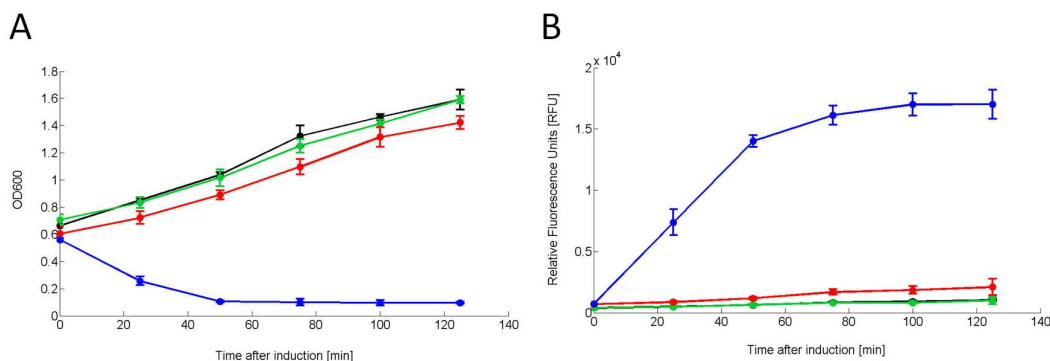 A
OD600
1.8
1.6
1.4
1.2
1
0.8
0.6
0.4
0.2
0
0 20 40 60 80 100 120 140
Time after induction [min]
B
Relative Fluorescence Units [RFU]
2 x 10⁴
1.5
1
0.5
0
0 20 40 60 80 100 120 140
Time after induction [min]